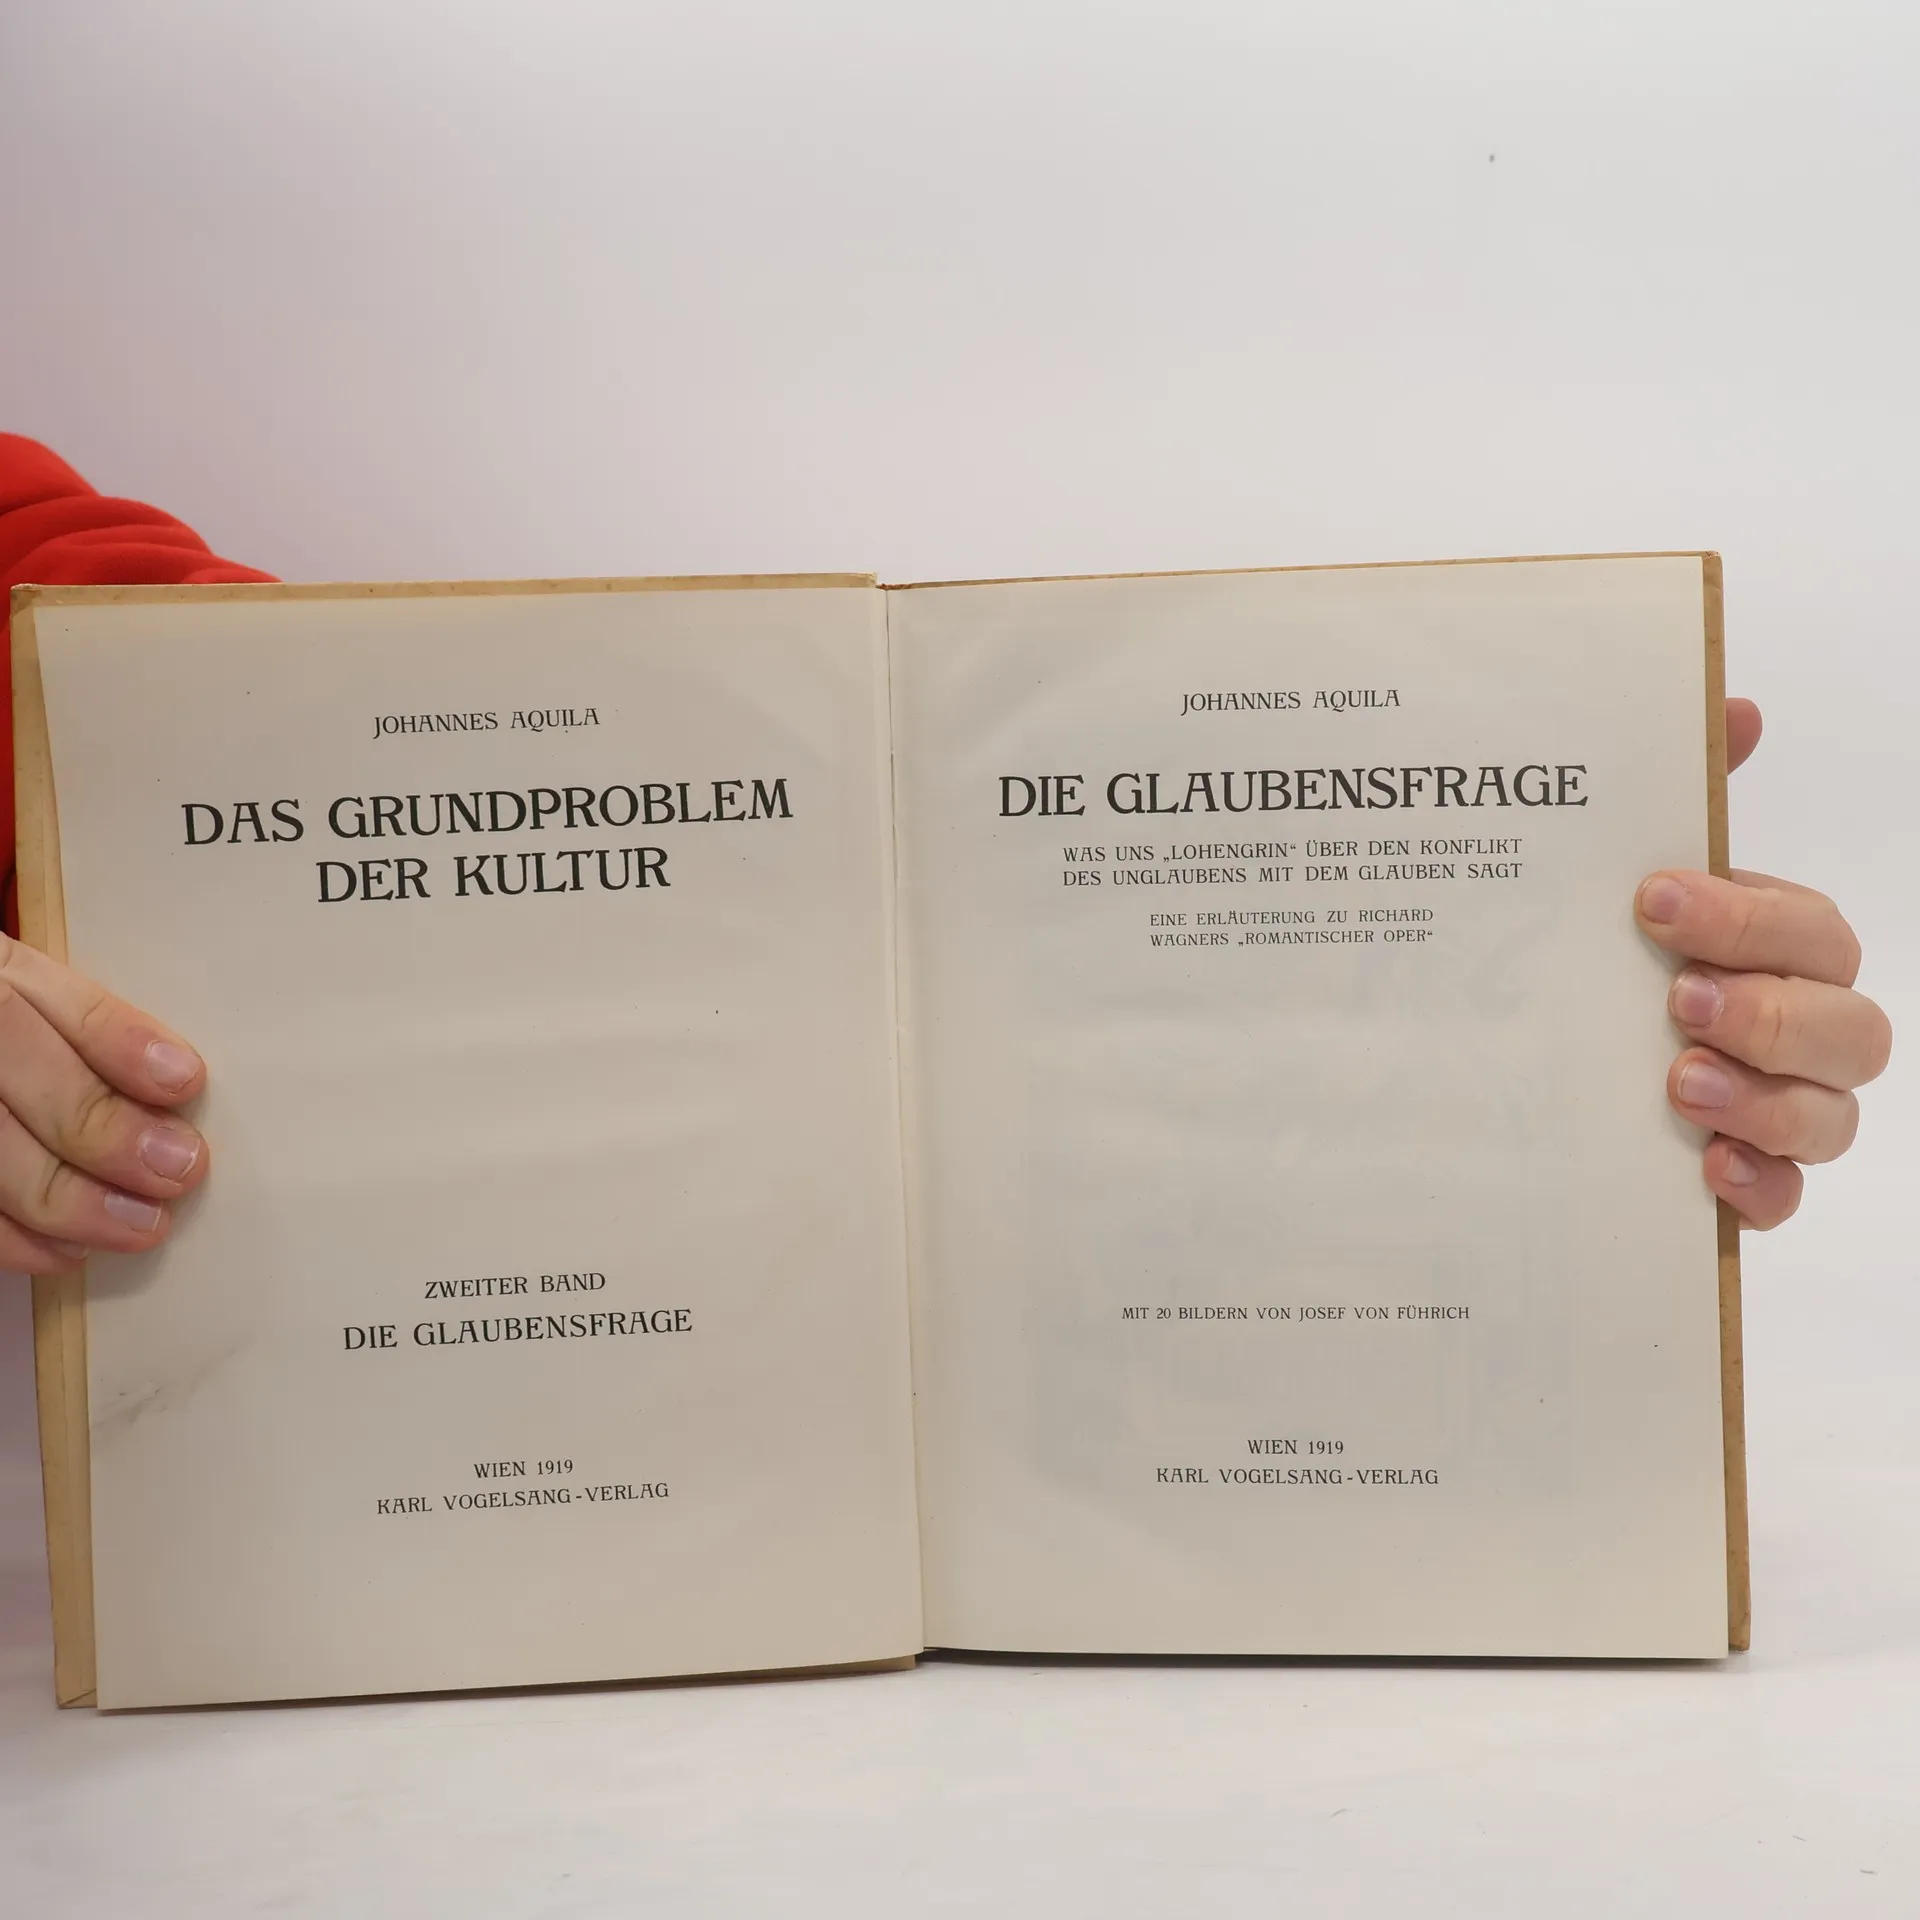 JOHANNES AQUILA
DAS GRUNDPROBLEM
DER KULTUR
ZWEITER BAND
DIE GLAUBENSFRAGE
WIEN 1919
KARL VOGELSANG-VERLAG
JOHANNES AQUILA
DIE GLAUBENSFRAGE
WAS UNS „LOHENGRIN“ ÜBER DEN KONFLIKT
DES UNGLAUBENS MIT DEM GLAUBEN SAGT
EINE ERLÄUTERUNG ZU RICHARD
WAGNERS „ROMANTISCHER OPER“
MIT 20 BILDERN VON JOSEF VON FÜHRICH
WIEN 1919
KARL VOGELSANG-VERLAG